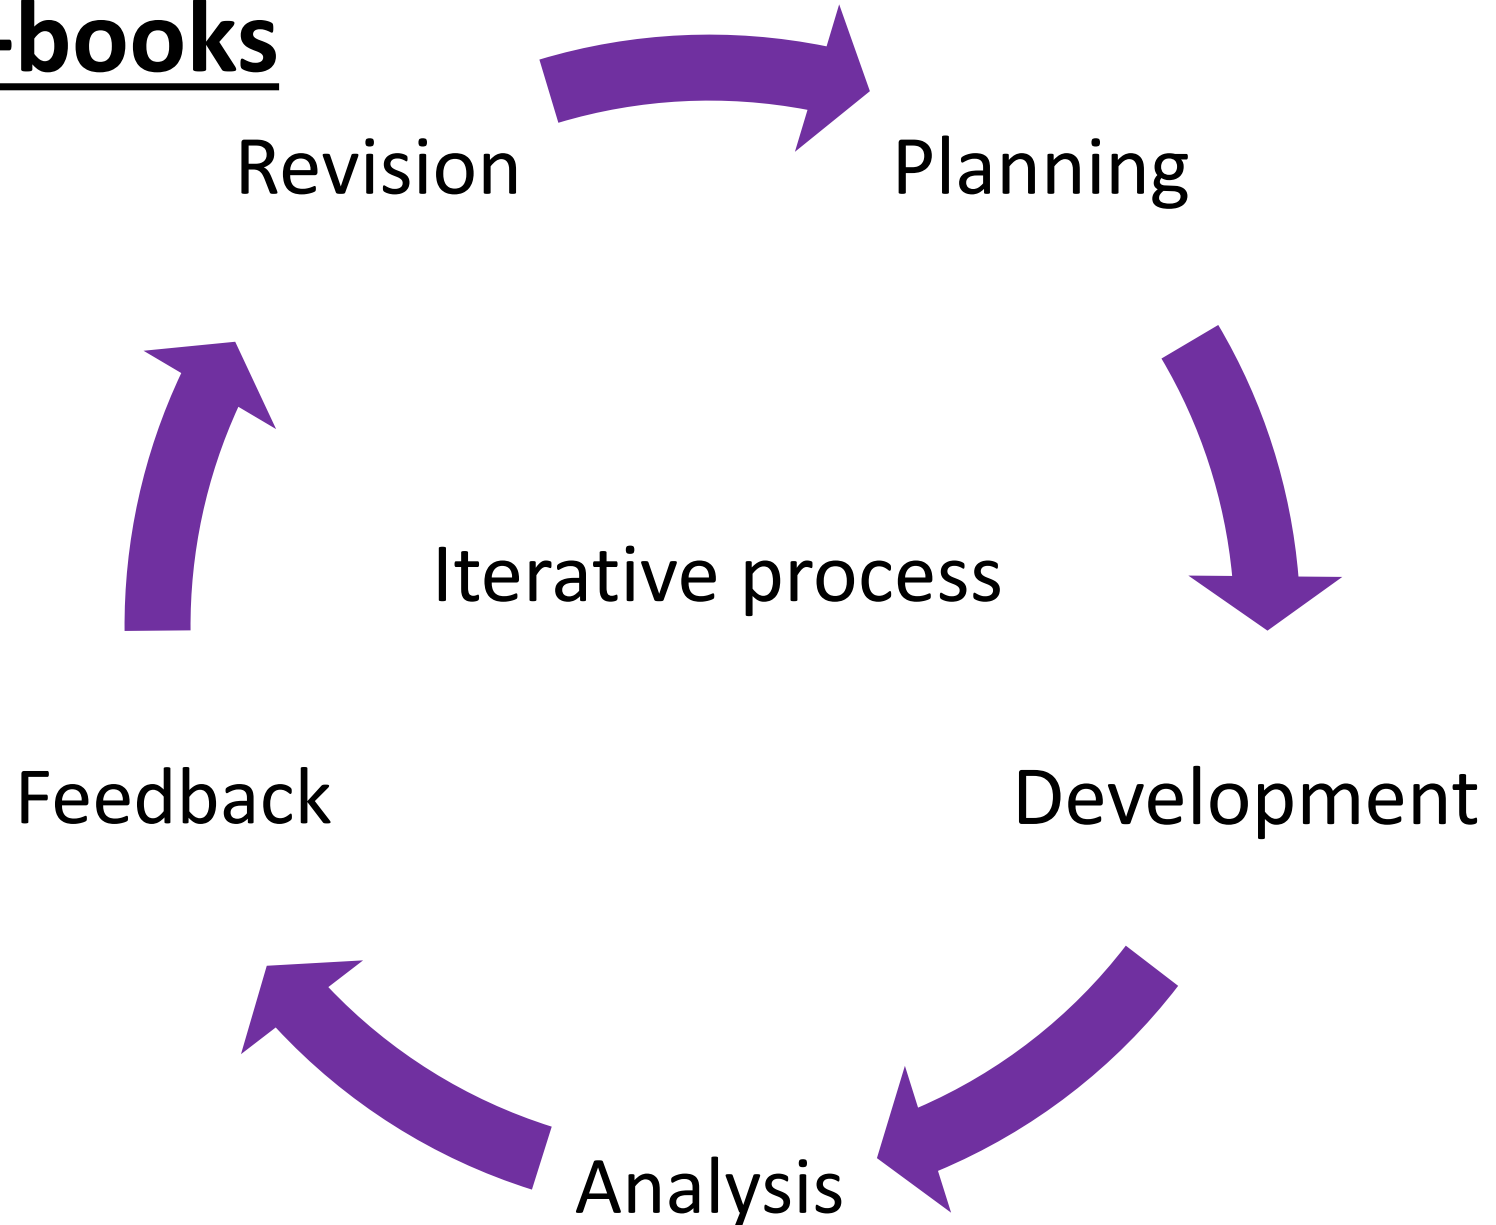 -books
Revision
Planning
Iterative process
Feedback
Development
Analysis